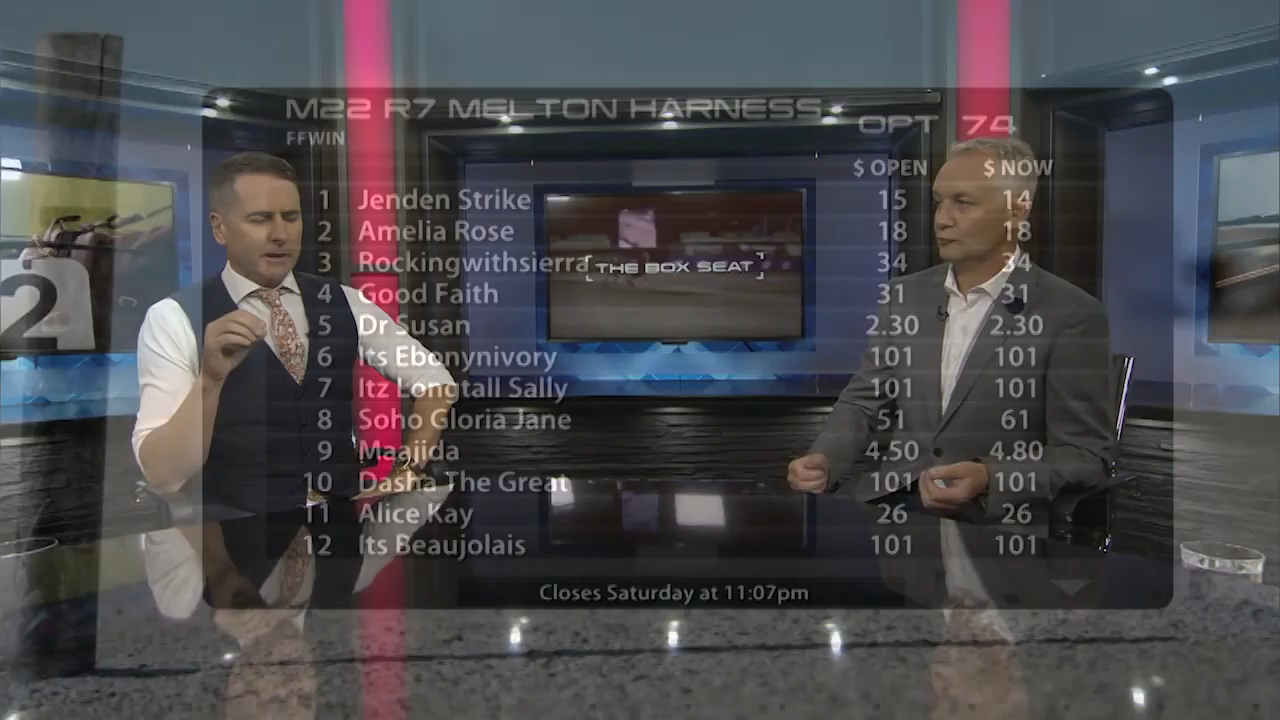 M22 R7 MELTON HARNESS
OPT 74
FFWIN
$ OPEN $ NOW
1 Jenden Strike 15 14
2 Amelia Rose 18 18
3 Rockingwithsierra 34 34
THE BOX SEAT
4 Good Faith 31 31
5 Dr Susan 2.30 2.30
6 Its Ebonynivory 101 101
7 Itz Longtall Sally 101 101
8 Soho Gloria Jane 51 61
9 Maajida 4.50 4.80
10 Dasha The Great 101 101
11 Alice Kay 26 26
12 Its Beaujolais 101 101
Closes Saturday at 11:07pm
2